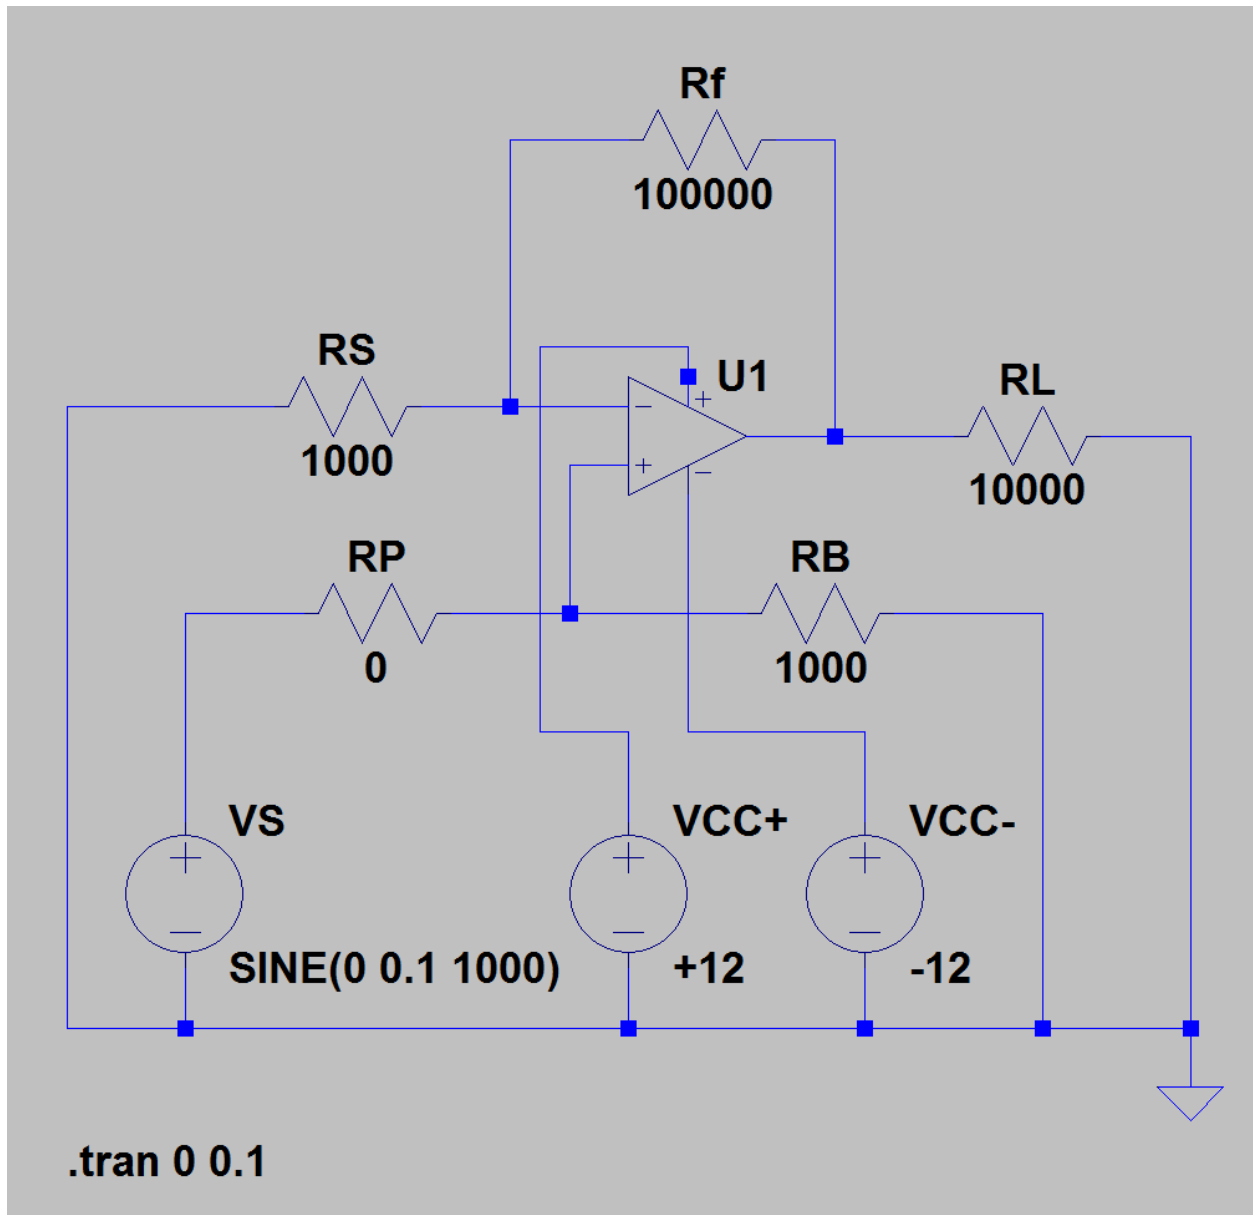 Rf
100000
RS
1000
U1
+
−
+
−
RL
10000
RP
0
RB
1000
VS
+
−
SINE(0 0.1 1000)
VCC+
+
−
+12
VCC-
+
−
-12
.tran 0 0.1